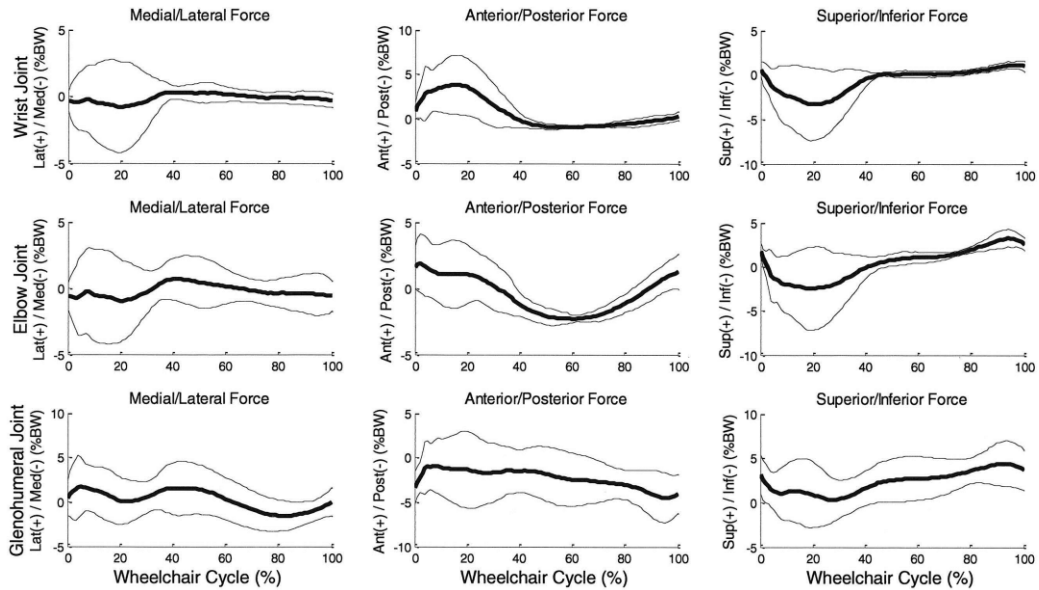 Medial/Lateral Force
Anterior/Posterior Force
Superior/Inferior Force
Wrist Joint
Lat(+) / Med(-) (%BW)
5
0
-5
0 20 40 60 80 100
Ant(+) / Post(-) (%BW)
10
5
0
-5
0 20 40 60 80 100
Sup(+) / Inf(-) (%BW)
5
0
-5
-10
0 20 40 60 80 100
Medial/Lateral Force
Anterior/Posterior Force
Superior/Inferior Force
Elbow Joint
Lat(+) / Med(-) (%BW)
5
0
-5
0 20 40 60 80 100
Ant(+) / Post(-) (%BW)
5
0
-5
0 20 40 60 80 100
Sup(+) / Inf(-) (%BW)
5
0
-5
-10
0 20 40 60 80 100
Medial/Lateral Force
Anterior/Posterior Force
Superior/Inferior Force
Glenohumeral Joint
Lat(+) / Med(-) (%BW)
10
5
0
-5
0 20 40 60 80 100
Wheelchair Cycle (%)
Ant(+) / Post(-) (%BW)
5
0
-5
-10
0 20 40 60 80 100
Wheelchair Cycle (%)
Sup(+) / Inf(-) (%BW)
10
5
0
-5
0 20 40 60 80 100
Wheelchair Cycle (%)